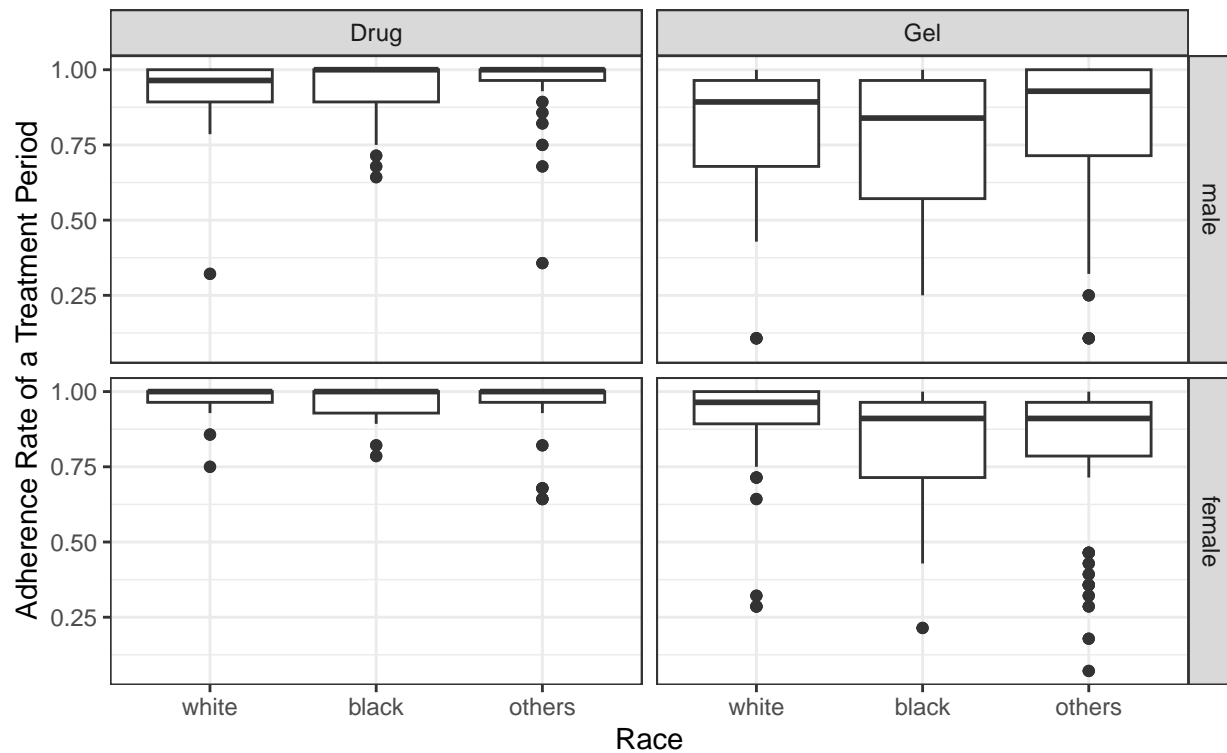 Drug
Gel
1.00
0.75
0.50
0.25
male
1.00
0.75
0.50
0.25
female
Adherence Rate of a Treatment Period
white
black
others
white
black
others
Race